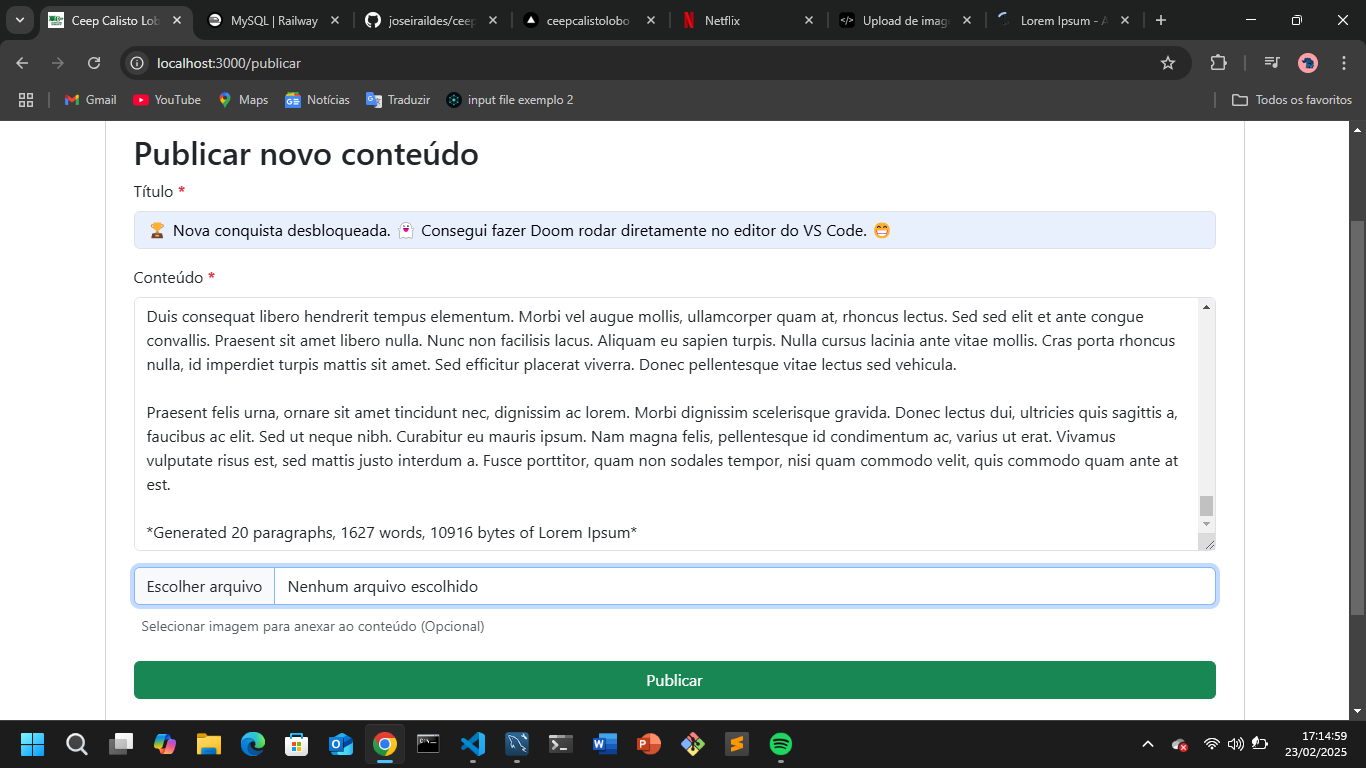 Ceep Calisto Lob
MySQL | Railway
joseiraildes/ceep
ceepcalistolobo
Netflix
Upload de imag
Lorem Ipsum - A
localhost:3000/publicar
Gmail
YouTube
Maps
Notícias
Traduzir
input file exemplo 2
Todos os favoritos
Publicar novo conteúdo
Título *
🏆 Nova conquista desbloqueada. 👻 Consegui fazer Doom rodar diretamente no editor do VS Code. 😁
Conteúdo *
Duis consequat libero hendrerit tempus elementum. Morbi vel augue mollis, ullamcorper quam at, rhoncus lectus. Sed sed elit et ante congue
convallis. Praesent sit amet libero nulla. Nunc non facilisis lacus. Aliquam eu sapien turpis. Nulla cursus lacinia ante vitae mollis. Cras porta rhoncus
nulla, id imperdiet turpis mattis sit amet. Sed efficitur placerat viverra. Donec pellentesque vitae lectus sed vehicula.
Praesent felis urna, ornare sit amet tincidunt nec, dignissim ac lorem. Morbi dignissim scelerisque gravida. Donec lectus dui, ultricies quis sagittis a,
faucibus ac elit. Sed ut neque nibh. Curabitur eu mauris ipsum. Nam magna felis, pellentesque id condimentum ac, varius ut erat. Vivamus
vulputate risus est, sed mattis justo interdum a. Fusce porttitor, quam non sodales tempor, nisi quam commodo velit, quis commodo quam ante at
est.
*Generated 20 paragraphs, 1627 words, 10916 bytes of Lorem Ipsum*
Escolher arquivo
Nenhum arquivo escolhido
Selecionar imagem para anexar ao conteúdo (Opcional)
Publicar
17:14:59
23/02/2025